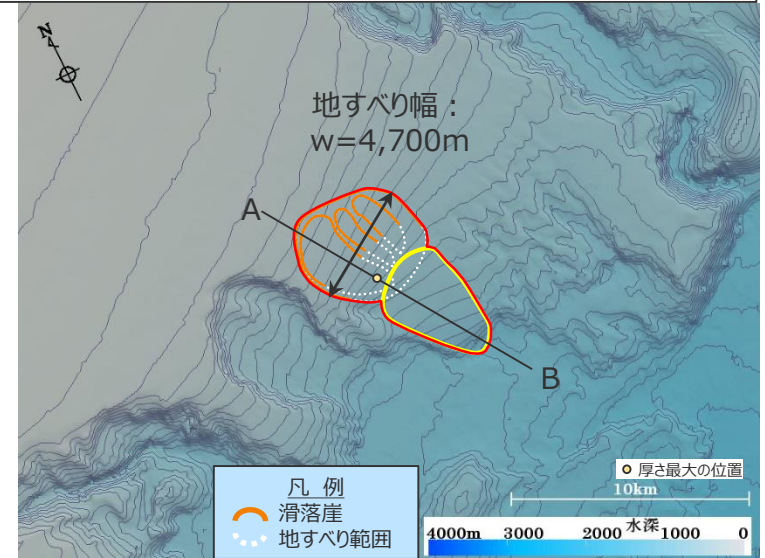 N
地すべり幅：
w=4,700m
A
B
凡 例
滑落崖
地すべり範囲
厚さ最大の位置
10km
水深
4000m 3000 2000 1000 0